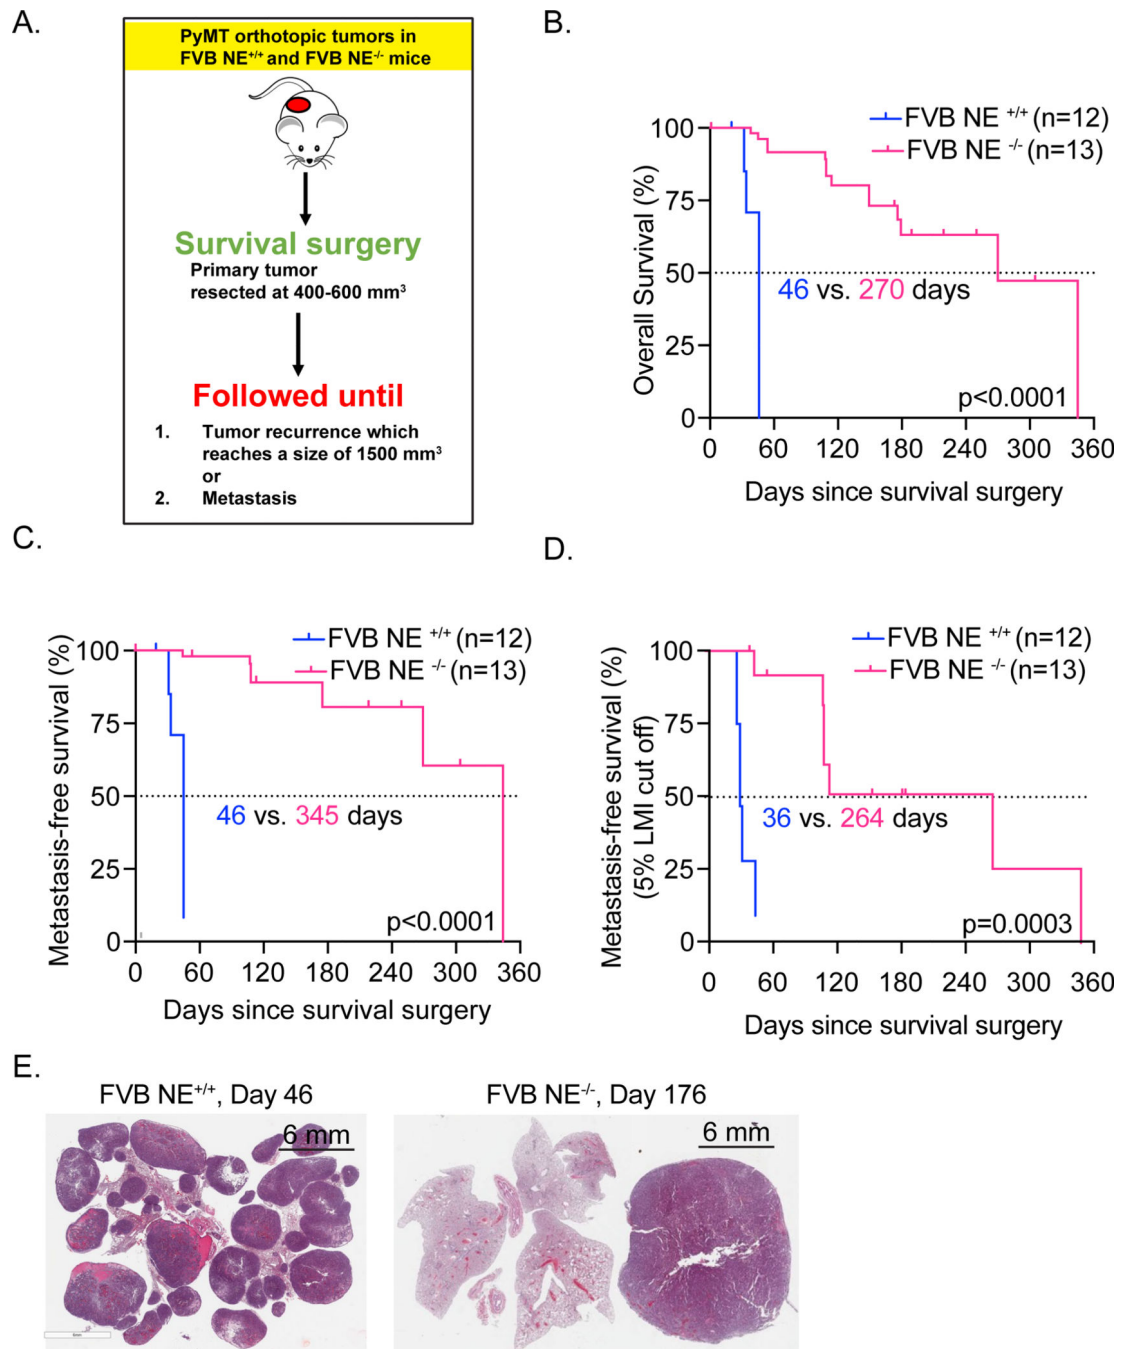 A.
PyMT orthotopic tumors in
FVB NE+/+ and FVB NE-/- mice
Survival surgery
Primary tumor
resected at 400-600 mm3
Followed until
1. Tumor recurrence which
reaches a size of 1500 mm3
or
2. Metastasis
B.
FVB NE +/+ (n=12)
FVB NE -/- (n=13)
Overall Survival (%)
100
75
50
25
0
46 vs. 270 days
p<0.0001
0 60 120 180 240 300 360
Days since survival surgery
C.
FVB NE +/+ (n=12)
FVB NE -/- (n=13)
Metastasis-free survival (%)
100
75
50
25
0
46 vs. 345 days
p<0.0001
0 60 120 180 240 300 360
Days since survival surgery
D.
FVB NE +/+ (n=12)
FVB NE -/- (n=13)
Metastasis-free survival (%)
(5% LMI cut off)
100
75
50
25
0
36 vs. 264 days
p=0.0003
0 60 120 180 240 300 360
Days since survival surgery
E.
FVB NE+/+, Day 46
6 mm
FVB NE-/-, Day 176
6 mm